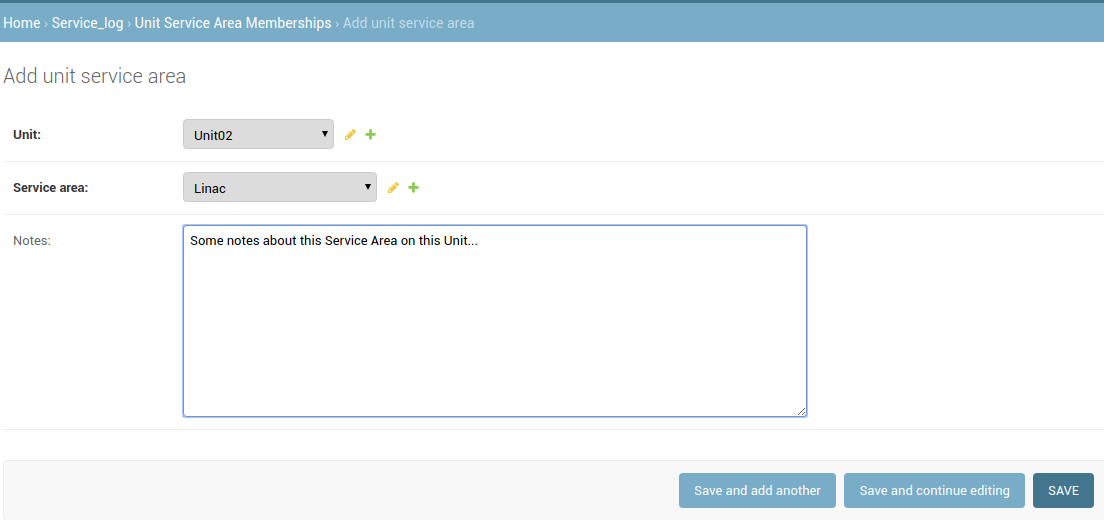 Home › Service_log › Unit Service Area Memberships › Add unit service area
Add unit service area
Unit: Unit02
Service area: Linac
Notes: Some notes about this Service Area on this Unit...
Save and add another Save and continue editing SAVE